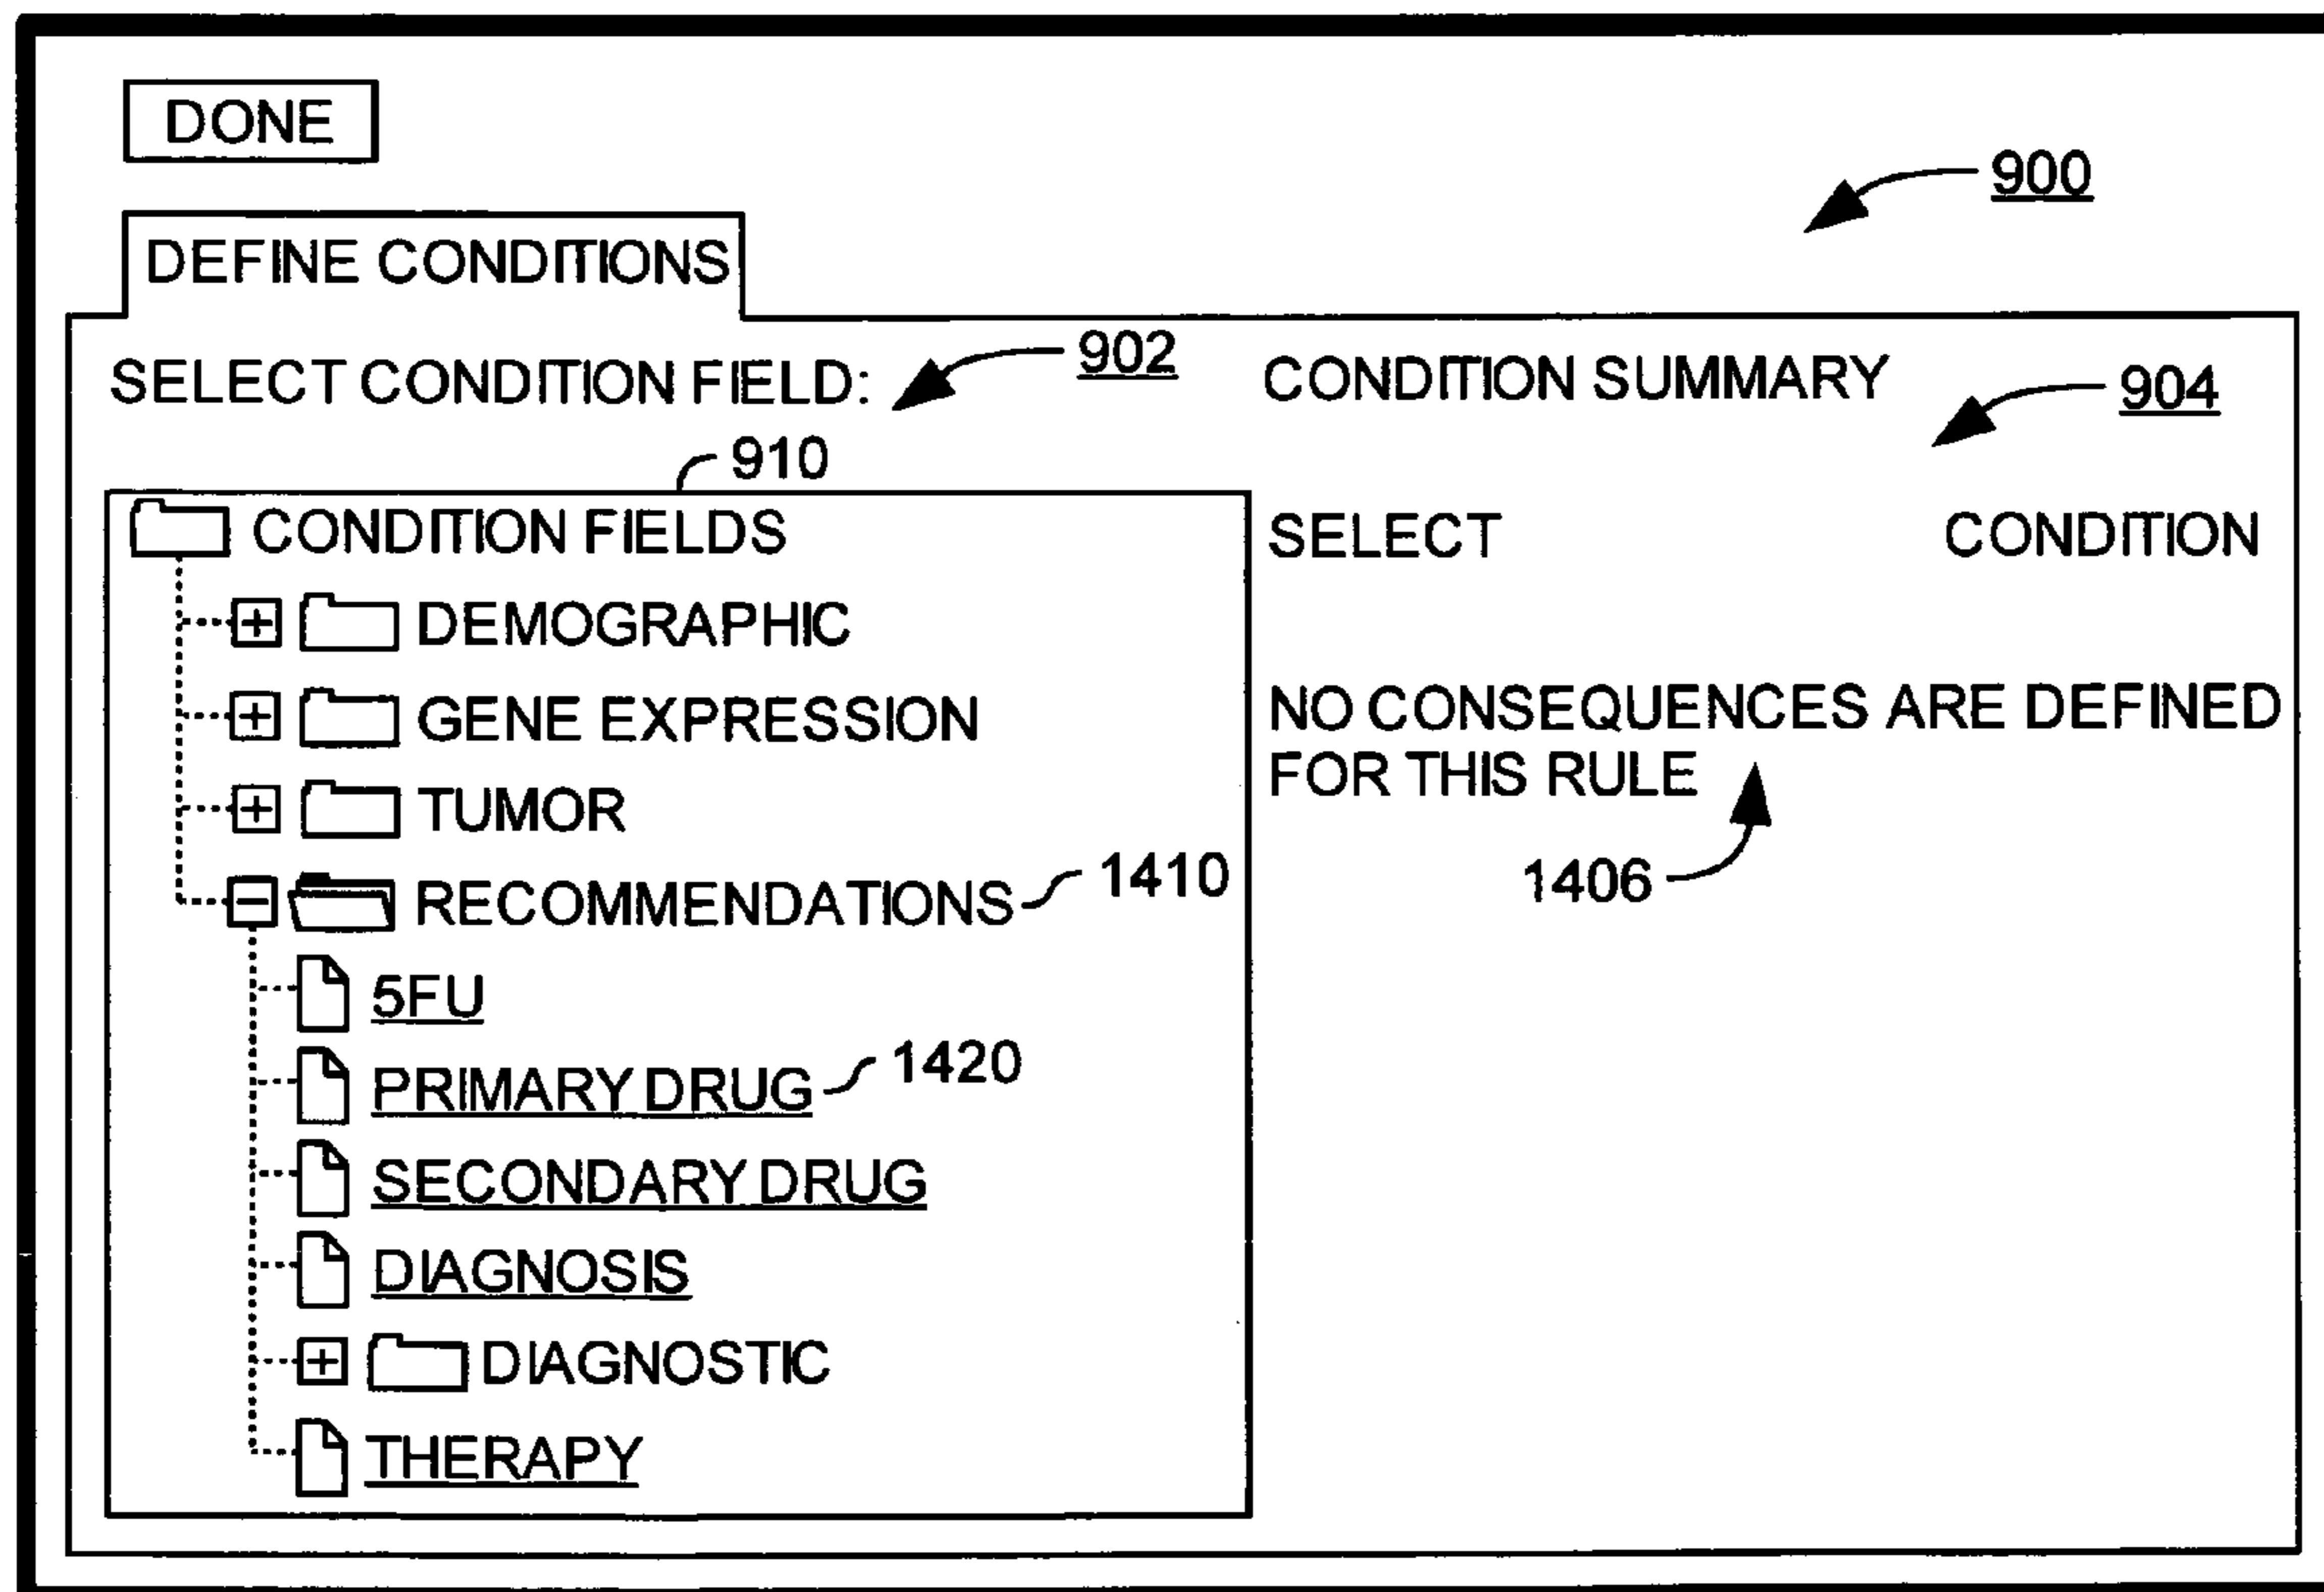 DONE
900
DEFINE CONDITIONS
SELECT CONDITION FIELD:
902
CONDITION SUMMARY
904
910
CONDITION FIELDS
SELECT CONDITION
DEMOGRAPHIC
GENE EXPRESSION
NO CONSEQUENCES ARE DEFINED
FOR THIS RULE
TUMOR
1406
RECOMMENDATIONS
1410
5FU
PRIMARY DRUG
1420
SECONDARY DRUG
DIAGNOSIS
DIAGNOSTIC
THERAPY